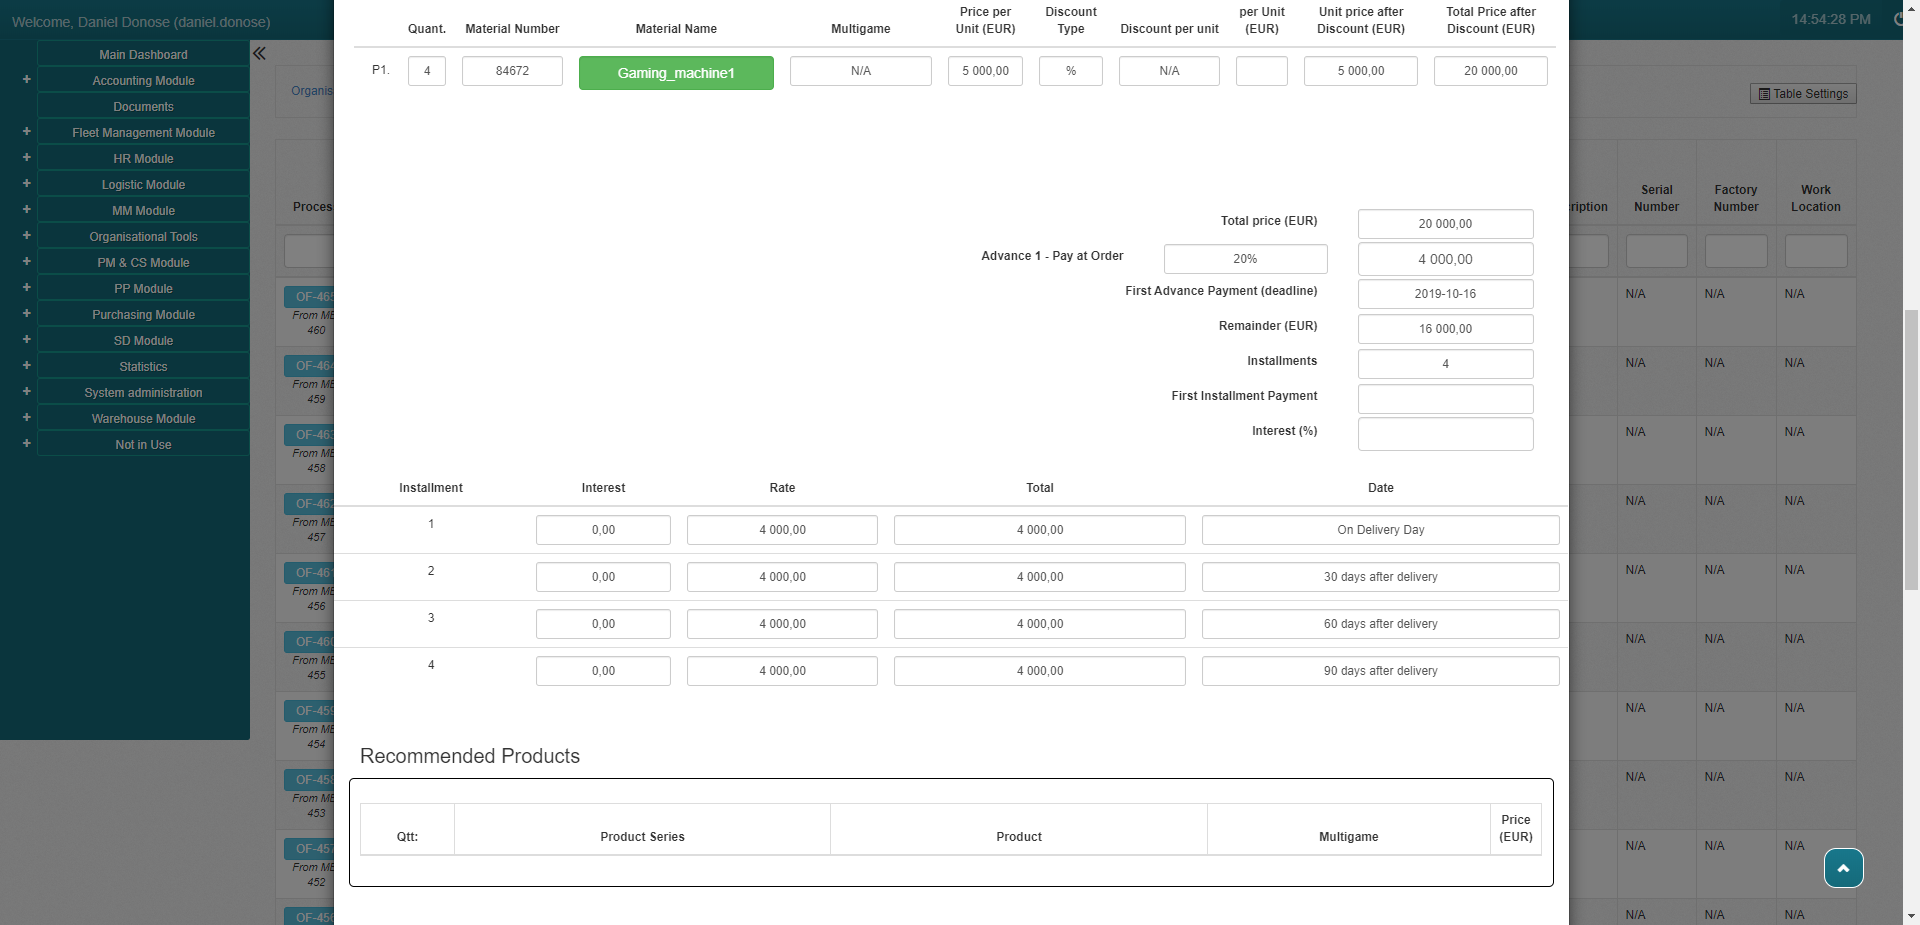 Welcome, Daniel Donose (daniel.donose)
14:54:28 PM
Main Dashboard
Accounting Module
Documents
Fleet Management Module
HR Module
Logistic Module
MM Module
Organisational Tools
PM & CS Module
PP Module
Purchasing Module
SD Module
Statistics
System administration
Warehouse Module
Not in Use
Organis
Table Settings
Proces
ription
Serial Number
Factory Number
Work Location
OF-465
From ME
460
N/A N/A N/A
OF-464
From ME
459
N/A N/A N/A
OF-463
From ME
458
N/A N/A N/A
OF-462
From ME
457
N/A N/A N/A
OF-461
From ME
456
N/A N/A N/A
OF-460
From ME
455
N/A N/A N/A
OF-459
From ME
454
N/A N/A N/A
OF-458
From ME
453
N/A N/A N/A
OF-457
From ME
452
N/A N/A N/A
OF-456
N/A N/A N/A
Quant. Material Number Material Name Multigame Price per Unit (EUR) Discount Type Discount per unit per Unit (EUR) Unit price after Discount (EUR) Total Price after Discount (EUR)
P1. 4 84672 Gaming_machine1 N/A 5 000,00 % N/A 5 000,00 20 000,00
Total price (EUR) 20 000,00
Advance 1 - Pay at Order 20% 4 000,00
First Advance Payment (deadline) 2019-10-16
Remainder (EUR) 16 000,00
Installments 4
First Installment Payment
Interest (%)
Installment Interest Rate Total Date
1 0,00 4 000,00 4 000,00 On Delivery Day
2 0,00 4 000,00 4 000,00 30 days after delivery
3 0,00 4 000,00 4 000,00 60 days after delivery
4 0,00 4 000,00 4 000,00 90 days after delivery
Recommended Products
Qtt: Product Series Product Multigame Price (EUR)